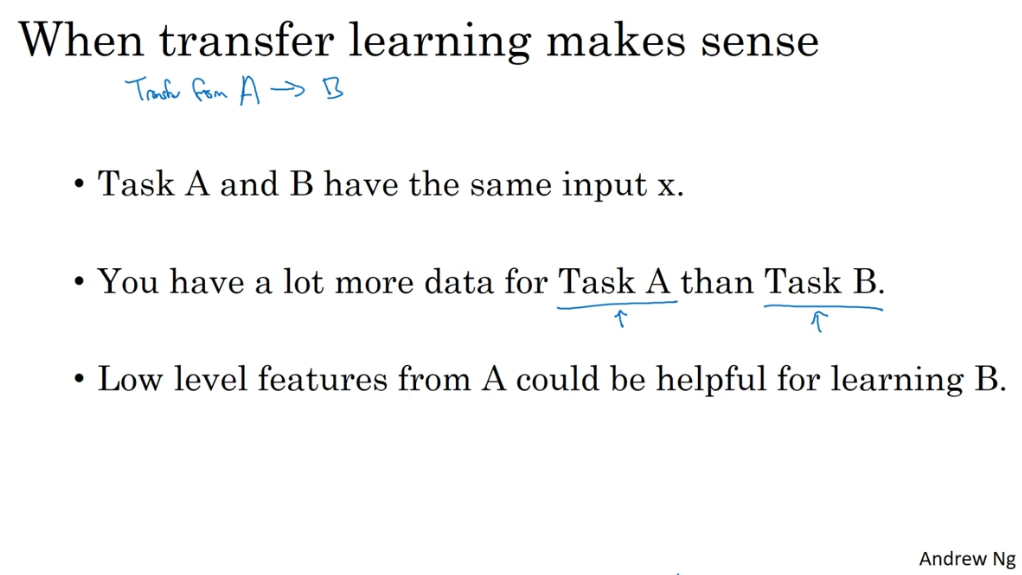 When transfer learning makes sense
Transfer from A → B
• Task A and B have the same input x.
• You have a lot more data for Task A than Task B.
↑ ↑
• Low level features from A could be helpful for learning B.
Andrew Ng